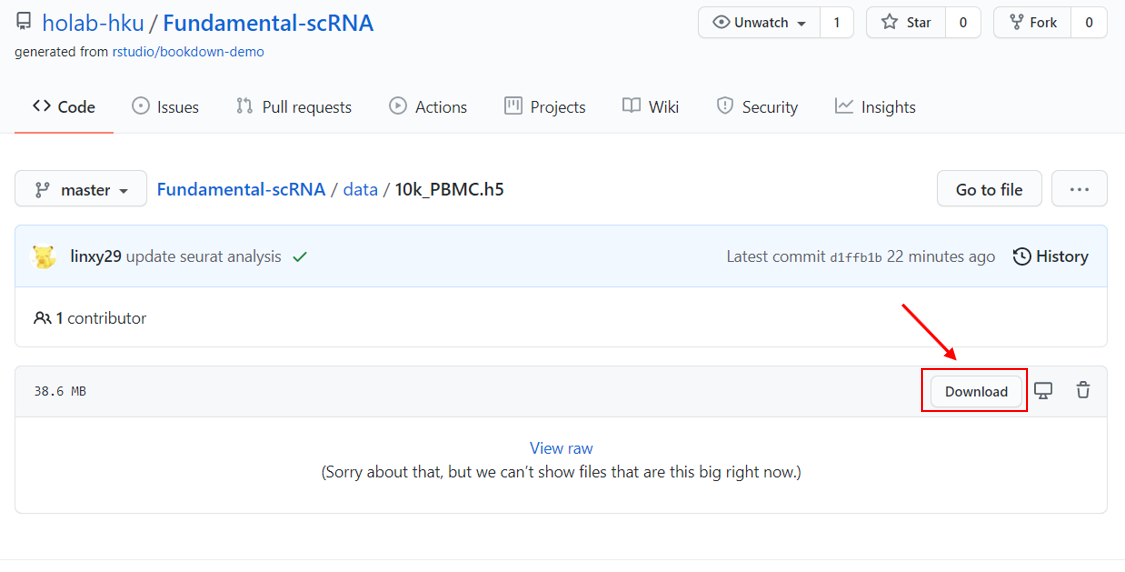 holab-hku / Fundamental-scRNA
Unwatch 1 Star 0 Fork 0
generated from rstudio/bookdown-demo
Code Issues Pull requests Actions Projects Wiki Security Insights
master Fundamental-scRNA / data / 10k_PBMC.h5 Go to file ...
linxy29 update seurat analysis Latest commit d1ffb1b 22 minutes ago History
1 contributor
38.6 MB Download
View raw
(Sorry about that, but we can't show files that are this big right now.)